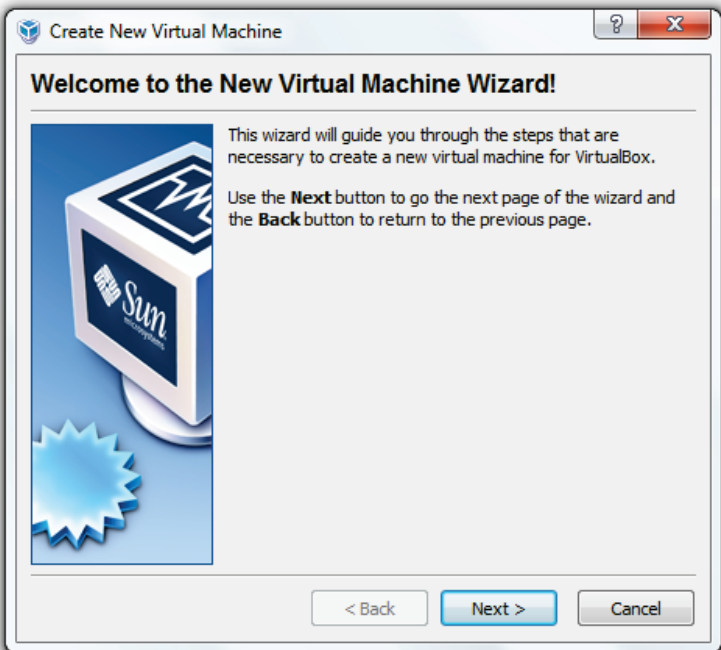 Create New Virtual Machine
Welcome to the New Virtual Machine Wizard!
This wizard will guide you through the steps that are
necessary to create a new virtual machine for VirtualBox.
Use the Next button to go the next page of the wizard and
the Back button to return to the previous page.
Sun
microsystems
< Back
Next >
Cancel